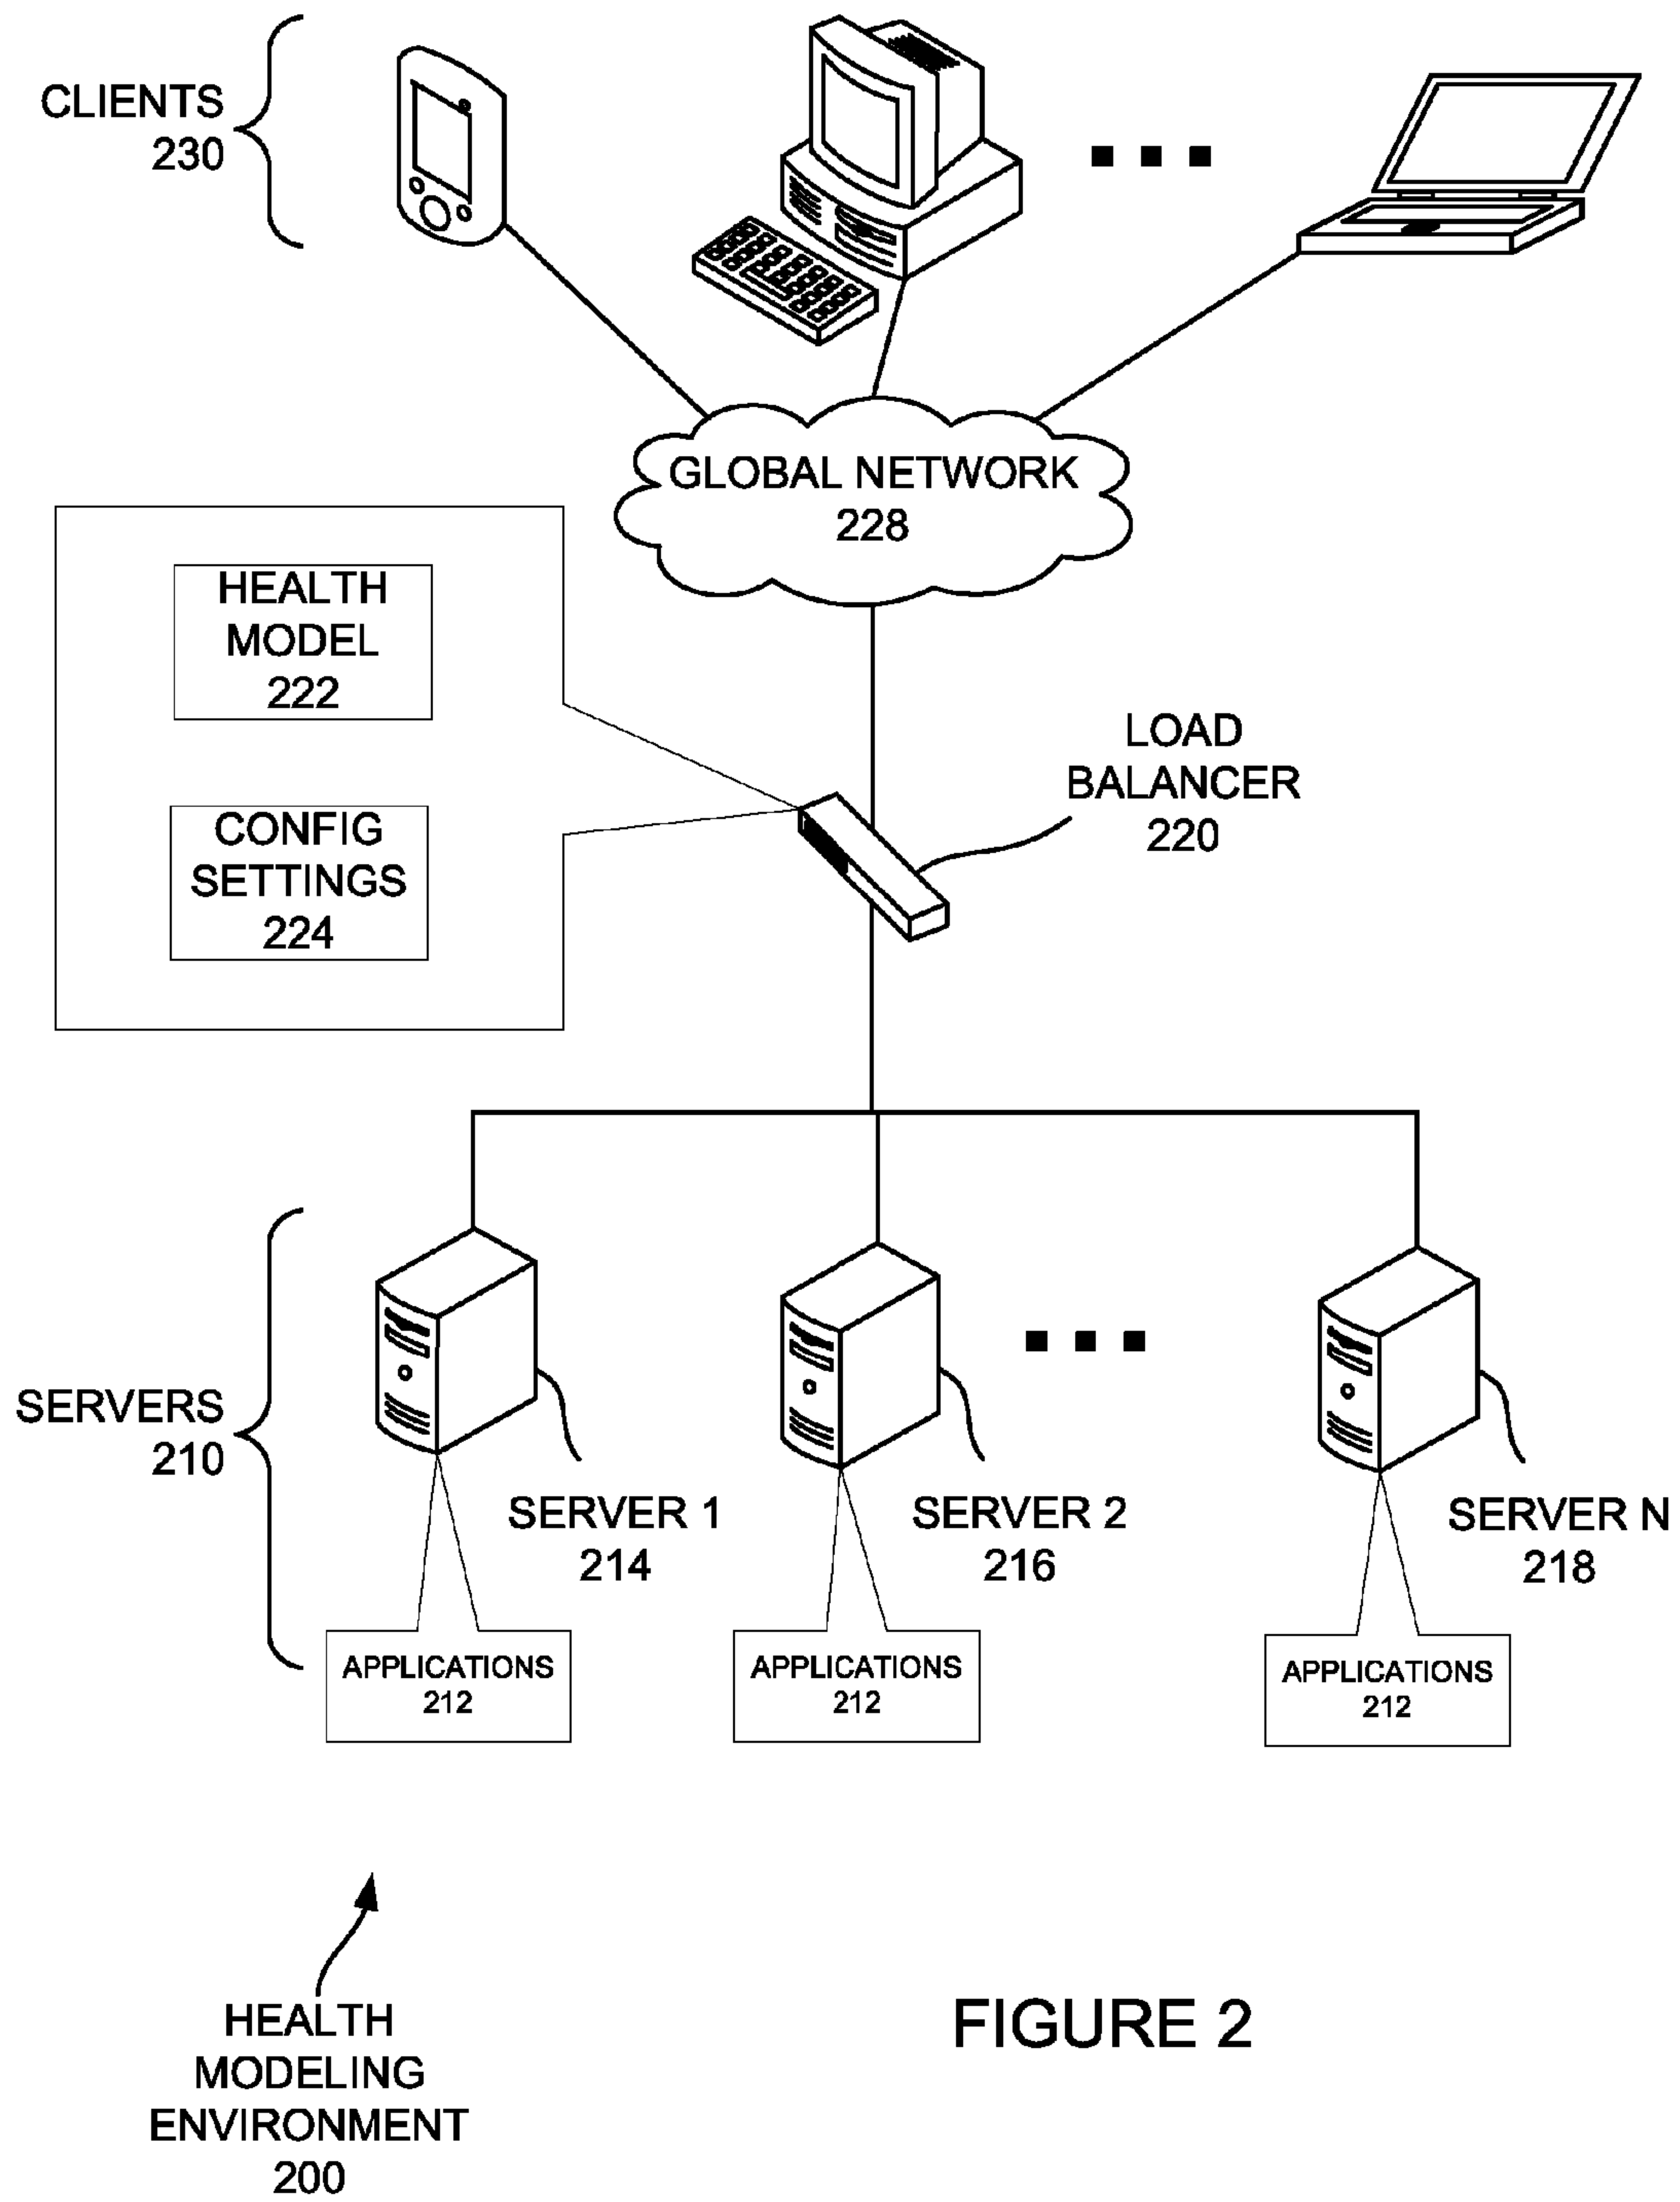 CLIENTS
230
GLOBAL NETWORK
228
HEALTH
MODEL
222
CONFIG
SETTINGS
224
LOAD
BALANCER
220
SERVERS
210
SERVER 1
214
SERVER 2
216
SERVER N
218
APPLICATIONS
212
APPLICATIONS
212
APPLICATIONS
212
HEALTH
MODELING
ENVIRONMENT
200
FIGURE 2